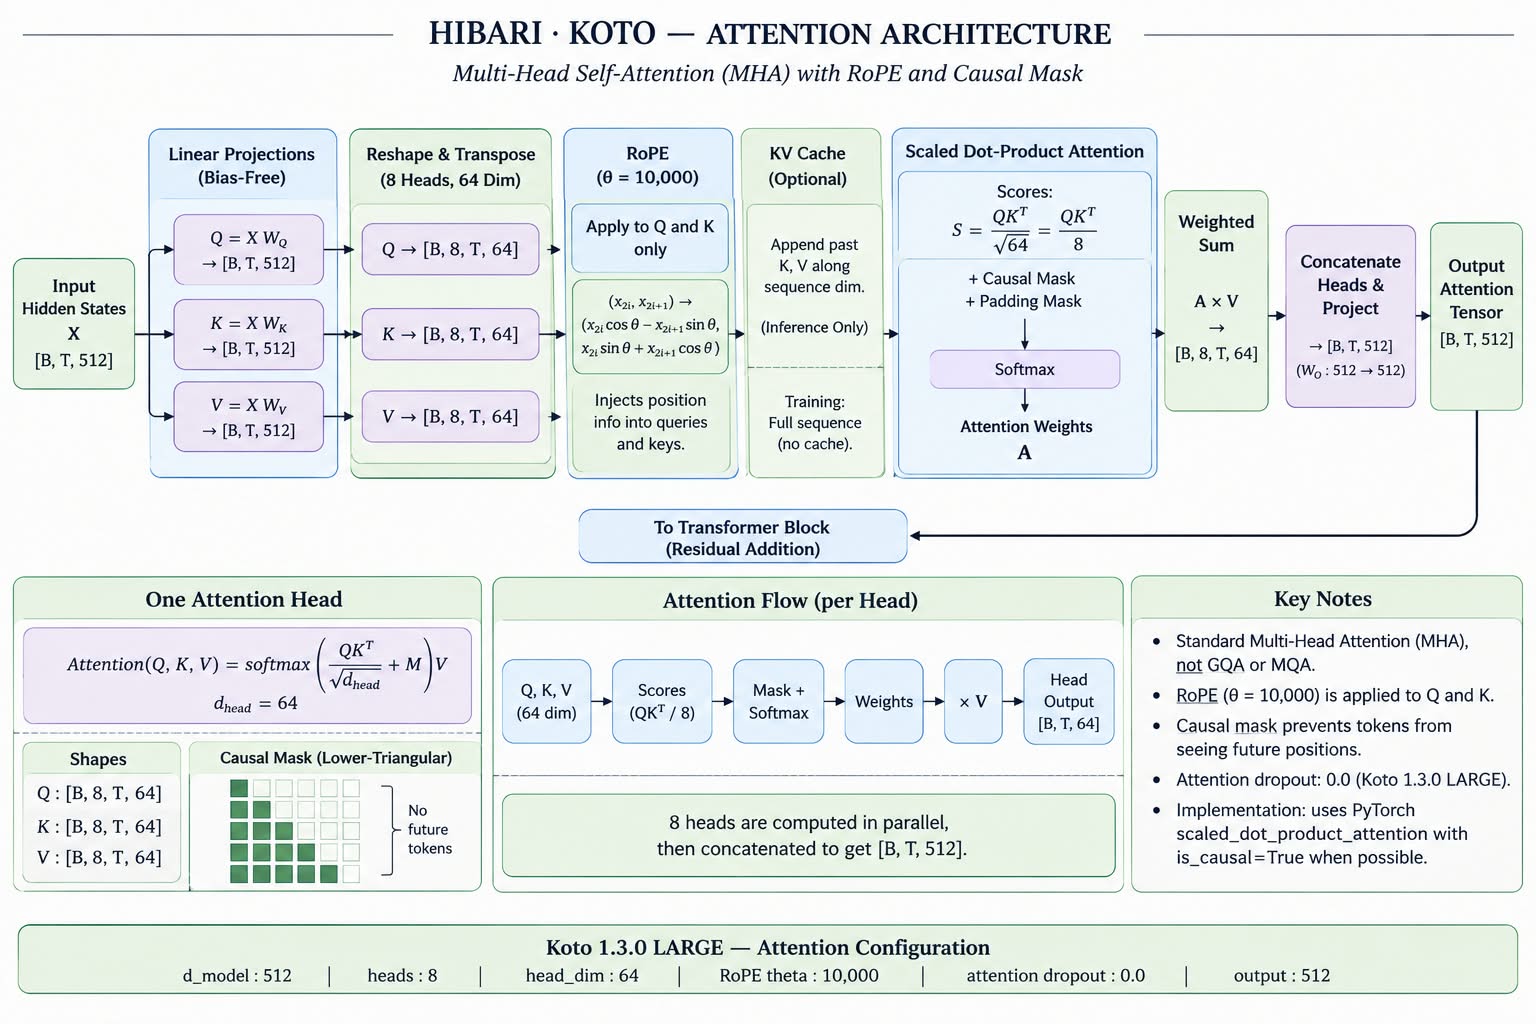 HIBARI · KOTO — ATTENTION ARCHITECTURE
Multi-Head Self-Attention (MHA) with RoPE and Causal Mask
Input
Hidden States
X
[B, T, 512]
Linear Projections
(Bias-Free)
Q = X W_Q
→ [B, T, 512]
K = X W_K
→ [B, T, 512]
V = X W_V
→ [B, T, 512]
Reshape & Transpose
(8 Heads, 64 Dim)
Q → [B, 8, T, 64]
K → [B, 8, T, 64]
V → [B, 8, T, 64]
RoPE
(θ = 10,000)
Apply to Q and K
only
(x_{2i}, x_{2i+1}) →
(x_{2i} cos θ − x_{2i+1} sin θ,
x_{2i} sin θ + x_{2i+1} cos θ)
Injects position
info into queries
and keys.
KV Cache
(Optional)
Append past
K, V along
sequence dim.
(Inference Only)
Training:
Full sequence
(no cache).
Scaled Dot-Product Attention
Scores:
S = QK^T / √64 = QK^T / 8
+ Causal Mask
+ Padding Mask
Softmax
Attention Weights
A
Weighted
Sum
A × V
→
[B, 8, T, 64]
Concatenate
Heads &
Project
→ [B, T, 512]
(W_O : 512 → 512)
Output
Attention
Tensor
[B, T, 512]
To Transformer Block
(Residual Addition)
One Attention Head
Attention(Q, K, V) = softmax (QK^T / √d_head + M) V
d_head = 64
Shapes
Q : [B, 8, T, 64]
K : [B, 8, T, 64]
V : [B, 8, T, 64]
Causal Mask (Lower-Triangular)
No
future
tokens
Attention Flow (per Head)
Q, K, V
(64 dim)
Scores
(QK^T / 8)
Mask +
Softmax
Weights
× V
Head
Output
[B, T, 64]
8 heads are computed in parallel,
then concatenated to get [B, T, 512].
Key Notes
• Standard Multi-Head Attention (MHA),
not GQA or MQA.
• RoPE (θ = 10,000) is applied to Q and K.
• Causal mask prevents tokens from
seeing future positions.
• Attention dropout: 0.0 (Koto 1.3.0 LARGE).
• Implementation: uses PyTorch
scaled_dot_product_attention with
is_causal=True when possible.
Koto 1.3.0 LARGE — Attention Configuration
d_model : 512 | heads : 8 | head_dim : 64 | RoPE theta : 10,000 | attention dropout : 0.0 | output : 512